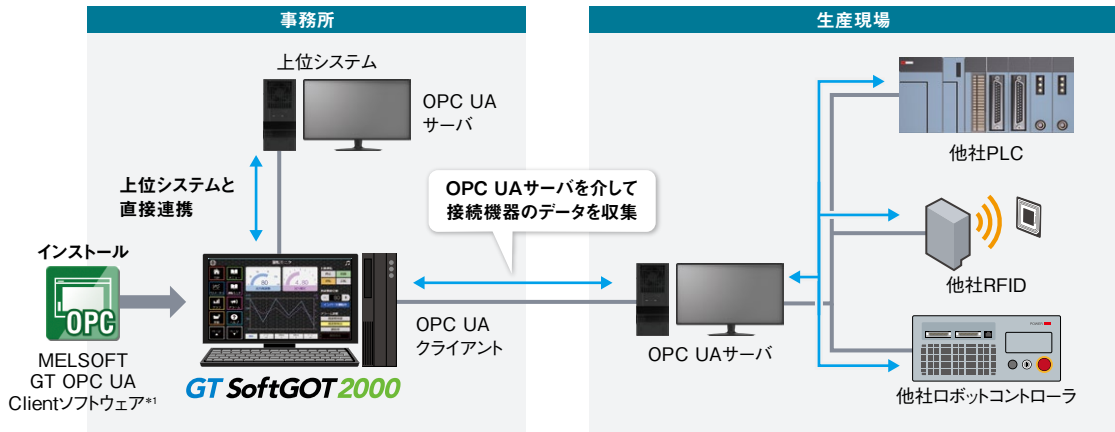 事務所
上位システム
OPC UA
サーバ
上位システムと
直接連携
インストール
OPC
MELSOFT
GT OPC UA
Clientソフトウェア*1
GT SoftGOT2000
OPC UA
クライアント
OPC UAサーバを介して
接続機器のデータを収集
生産現場
OPC UAサーバ
他社PLC
他社RFID
POWER
他社ロボットコントローラ